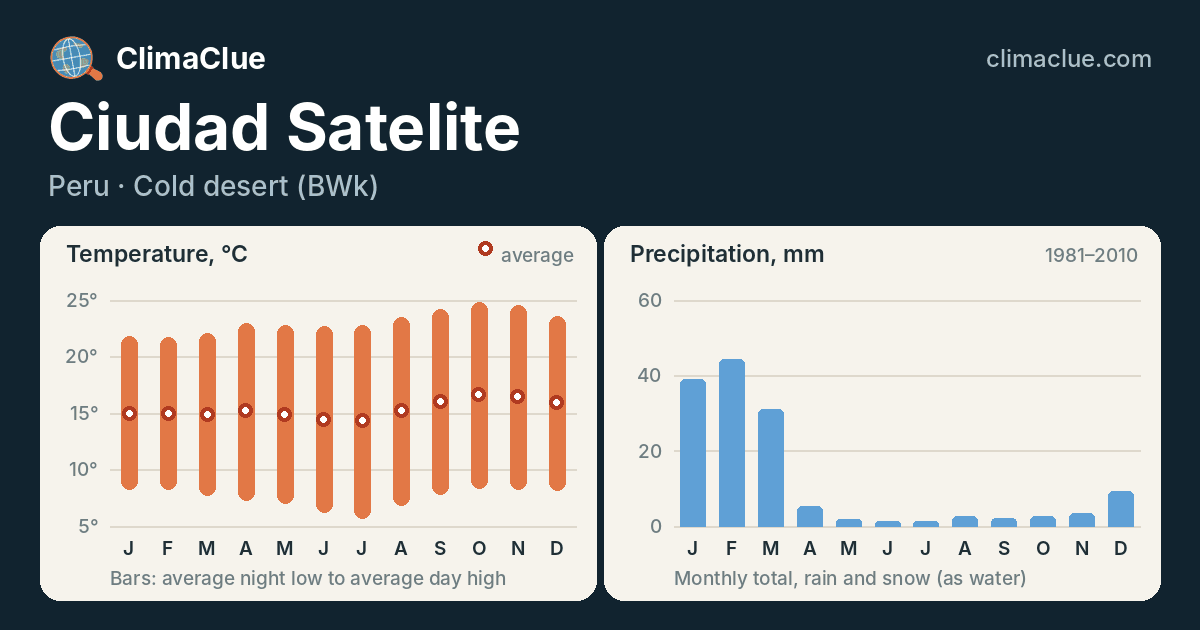 ClimaClue
climaclue.com
Ciudad Satelite
Peru · Cold desert (BWk)
Temperature, °C
average
25°
20°
15°
10°
5°
J F M A M J J A S O N D
Bars: average night low to average day high
Precipitation, mm
1981–2010
60
40
20
0
J F M A M J J A S O N D
Monthly total, rain and snow (as water)